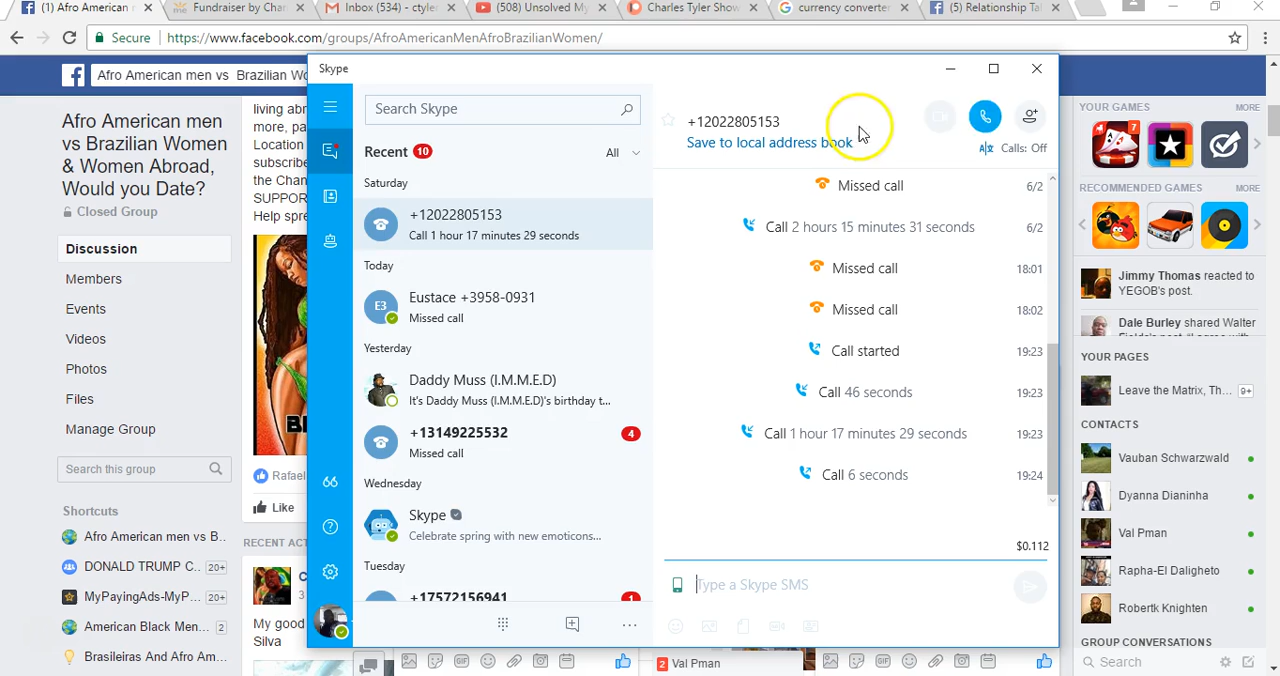 (1) Afro American m
Fundraiser by Char
Inbox (534) - ctylei
(508) Unsolved My
Charles Tyler Show
currency converter
(5) Relationship Tal
Secure
https://www.facebook.com/groups/AfroAmericanMenAfroBrazilianWomen/
Afro American men vs Brazilian Wo
Afro American men
vs Brazilian Women
& Women Abroad,
Would you Date?
Closed Group
Discussion
Members
Events
Videos
Photos
Files
Manage Group
Search this group
Shortcuts
Afro American men vs B...
DONALD TRUMP C.. 20+
MyPayingAds-MyP... 20+
American Black Men... 2
Brasileiras And Afro Am...
living abr
more, pa
Location
subscribe
the Chan
SUPPOR
Help spre
Rafael
Like
RECENT ACT
My good
Silva
Skype
Search Skype
Recent 10
All
Saturday
+12022805153
Call 1 hour 17 minutes 29 seconds
Today
E3
Eustace +3958-0931
Missed call
Yesterday
Daddy Muss (I.M.M.E.D)
It's Daddy Muss (I.M.M.E.D)'s birthday t...
+13149225532
4
Missed call
Wednesday
Skype
Celebrate spring with new emoticons...
Tuesday
+17572156941
1
+12022805153
Save to local address book
Calls: Off
Missed call 6/2
Call 2 hours 15 minutes 31 seconds 6/2
Missed call 18:01
Missed call 18:02
Call started 19:23
Call 46 seconds 19:23
Call 1 hour 17 minutes 29 seconds 19:23
Call 6 seconds 19:24
$0.112
Type a Skype SMS
GIF
2 Val Pman
GIF
YOUR GAMES MORE
7
RECOMMENDED GAMES MORE
Jimmy Thomas reacted to
YEGOB's post.
Dale Burley shared Walter
YOUR PAGES
Leave the Matrix, Th... 9+
CONTACTS
Vauban Schwarzwald
Dyanna Dianinha
Val Pman
Rapha-El Daligheto
Robertk Knighten
GROUP CONVERSATIONS
Search